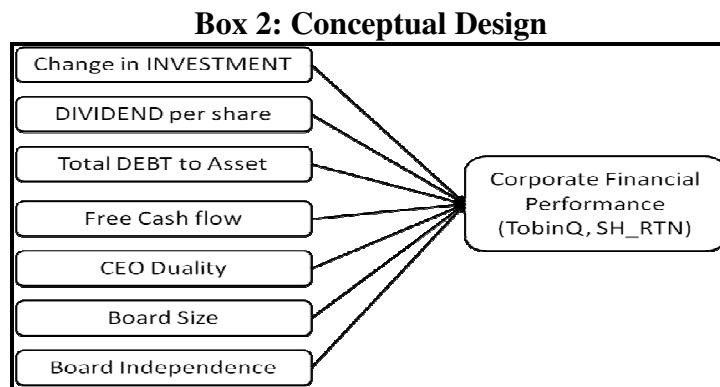 Box 2: Conceptual Design
Change in INVESTMENT
DIVIDEND per share
Total DEBT to Asset
Free Cash flow
CEO Duality
Board Size
Board Independence
Corporate Financial
Performance
(TobinQ, SH_RTN)